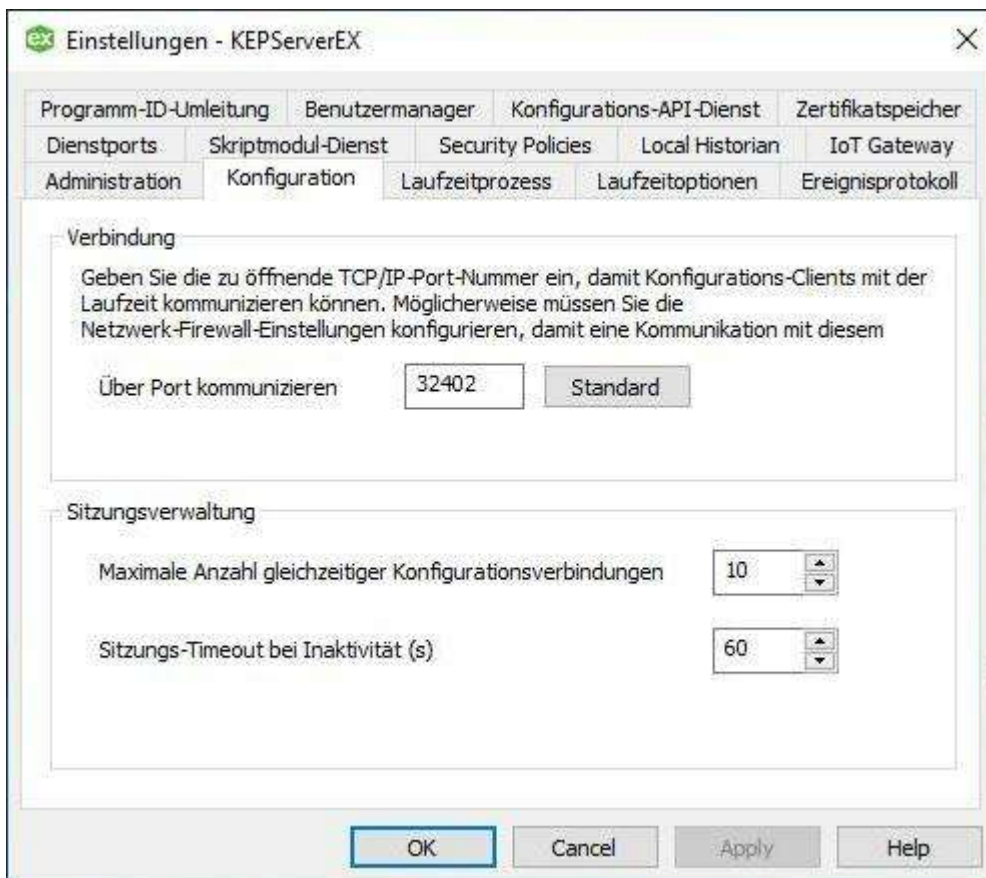 ex Einstellungen - KEPServerEX
Programm-ID-Umleitung Benutzermanager Konfigurations-API-Dienst Zertifikatspeicher
Dienstports Skriptmodul-Dienst Security Policies Local Historian IoT Gateway
Administration Konfiguration Laufzeitprozess Laufzeitoptionen Ereignisprotokoll
Verbindung
Geben Sie die zu öffnende TCP/IP-Port-Nummer ein, damit Konfigurations-Clients mit der
Laufzeit kommunizieren können. Möglicherweise müssen Sie die
Netzwerk-Firewall-Einstellungen konfigurieren, damit eine Kommunikation mit diesem
Über Port kommunizieren 32402 Standard
Sitzungsverwaltung
Maximale Anzahl gleichzeitiger Konfigurationsverbindungen 10
Sitzungs-Timeout bei Inaktivität (s) 60
OK Cancel Apply Help